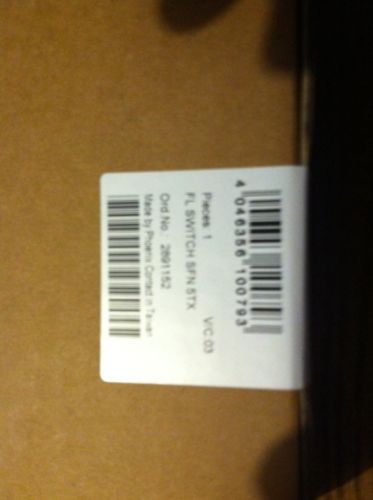 4 046356 100793
Pieces: 1 V/C 03
FL SWITCH SFN 5TX
Ord.No.: 2891152
Made by Phoenix Contact in Taiwan